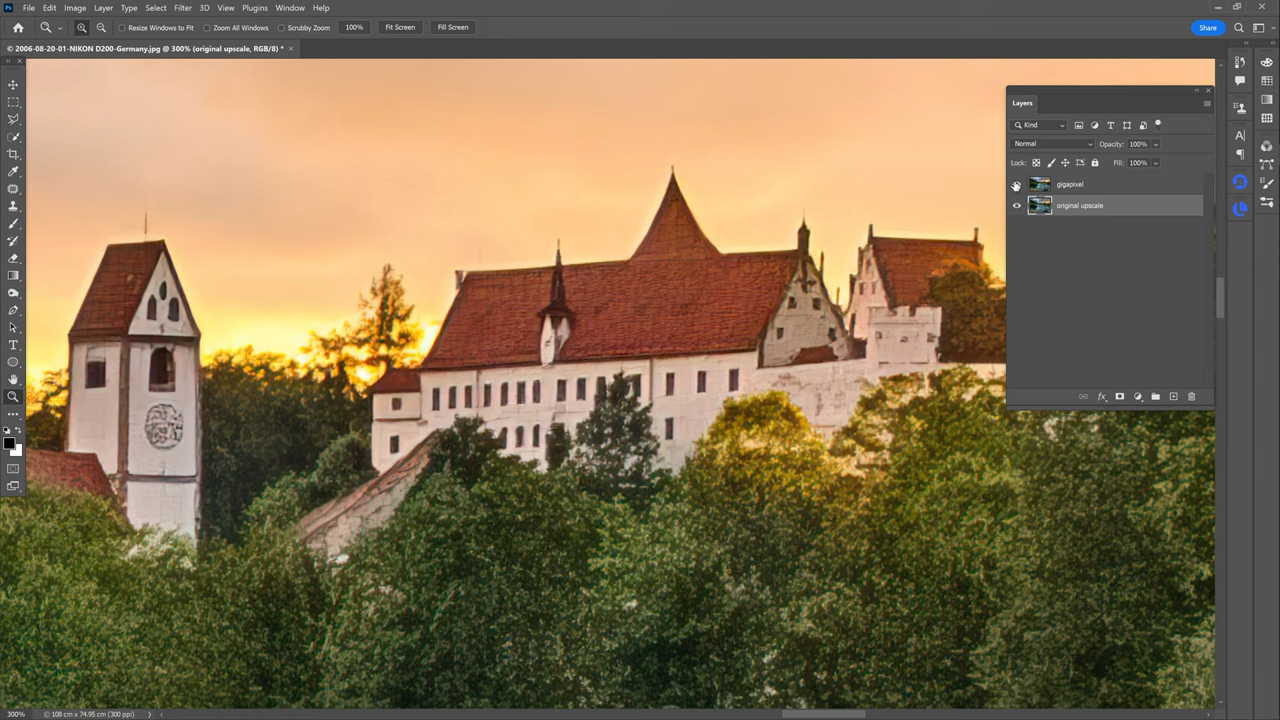 Ps File Edit Image Layer Type Select Filter 3D View Plugins Window Help
Resize Windows to Fit Zoom All Windows Scrubby Zoom 100% Fit Screen Fill Screen Share
© 2006-08-20-01-NIKON D200-Germany.jpg @ 300% (original upscale, RGB/8) *
Layers
Kind
Normal Opacity: 100%
Lock: Fill: 100%
gigapixel
original upscale
fx
300% © 108 cm x 74.95 cm (300 ppi)